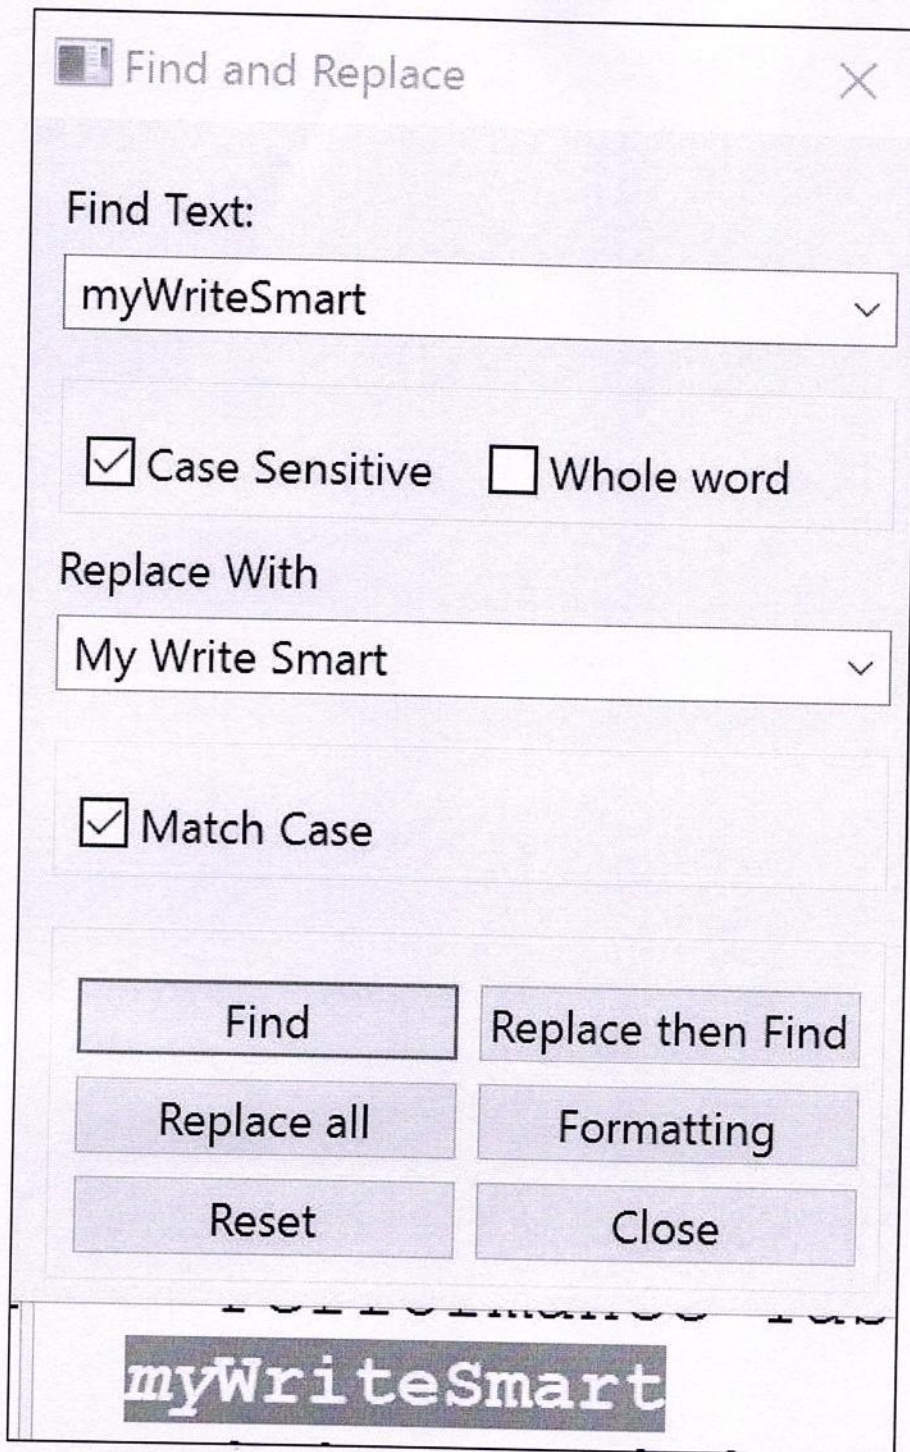 Find and Replace
Find Text:
myWriteSmart
Case Sensitive Whole word
Replace With
My Write Smart
Match Case
Find Replace then Find
Replace all Formatting
Reset Close
myWriteSmart